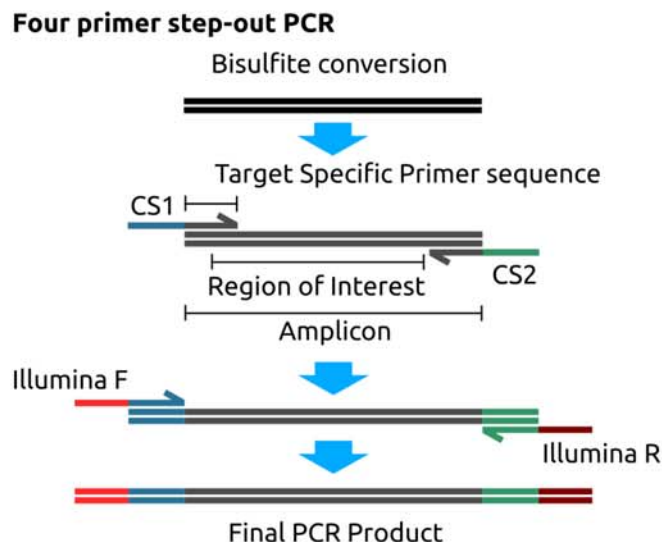 Four primer step-out PCR
Bisulfite conversion
Target Specific Primer sequence
CS1
CS2
Region of Interest
Amplicon
Illumina F
Illumina R
Final PCR Product